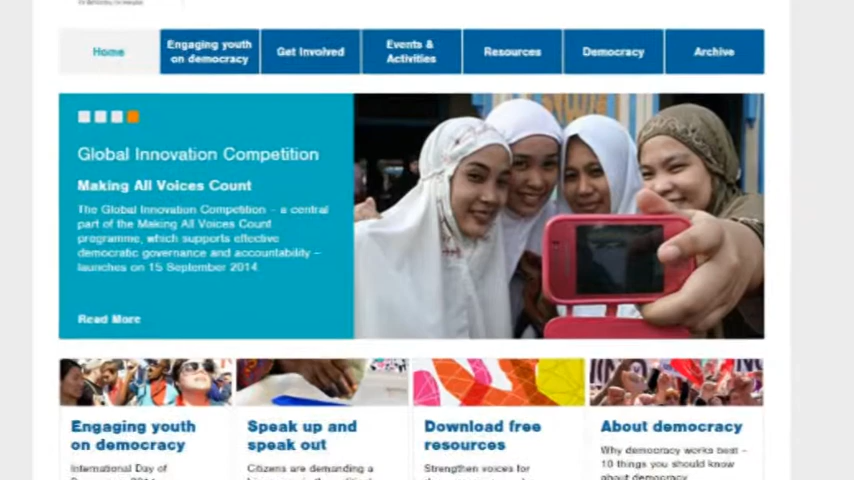 Home
Engaging youth on democracy
Get Involved
Events & Activities
Resources
Democracy
Archive
Global Innovation Competition
Making All Voices Count
The Global Innovation Competition – a central
part of the Making All Voices Count
programme, which supports effective
democratic governance and accountability –
launches on 15 September 2014
Read More
Engaging youth
on democracy
International Day of
Speak up and
speak out
Citizens are demanding a
Download free
resources
Strengthen voices for
About democracy
Why democracy works best –
10 things you should know
about democracy